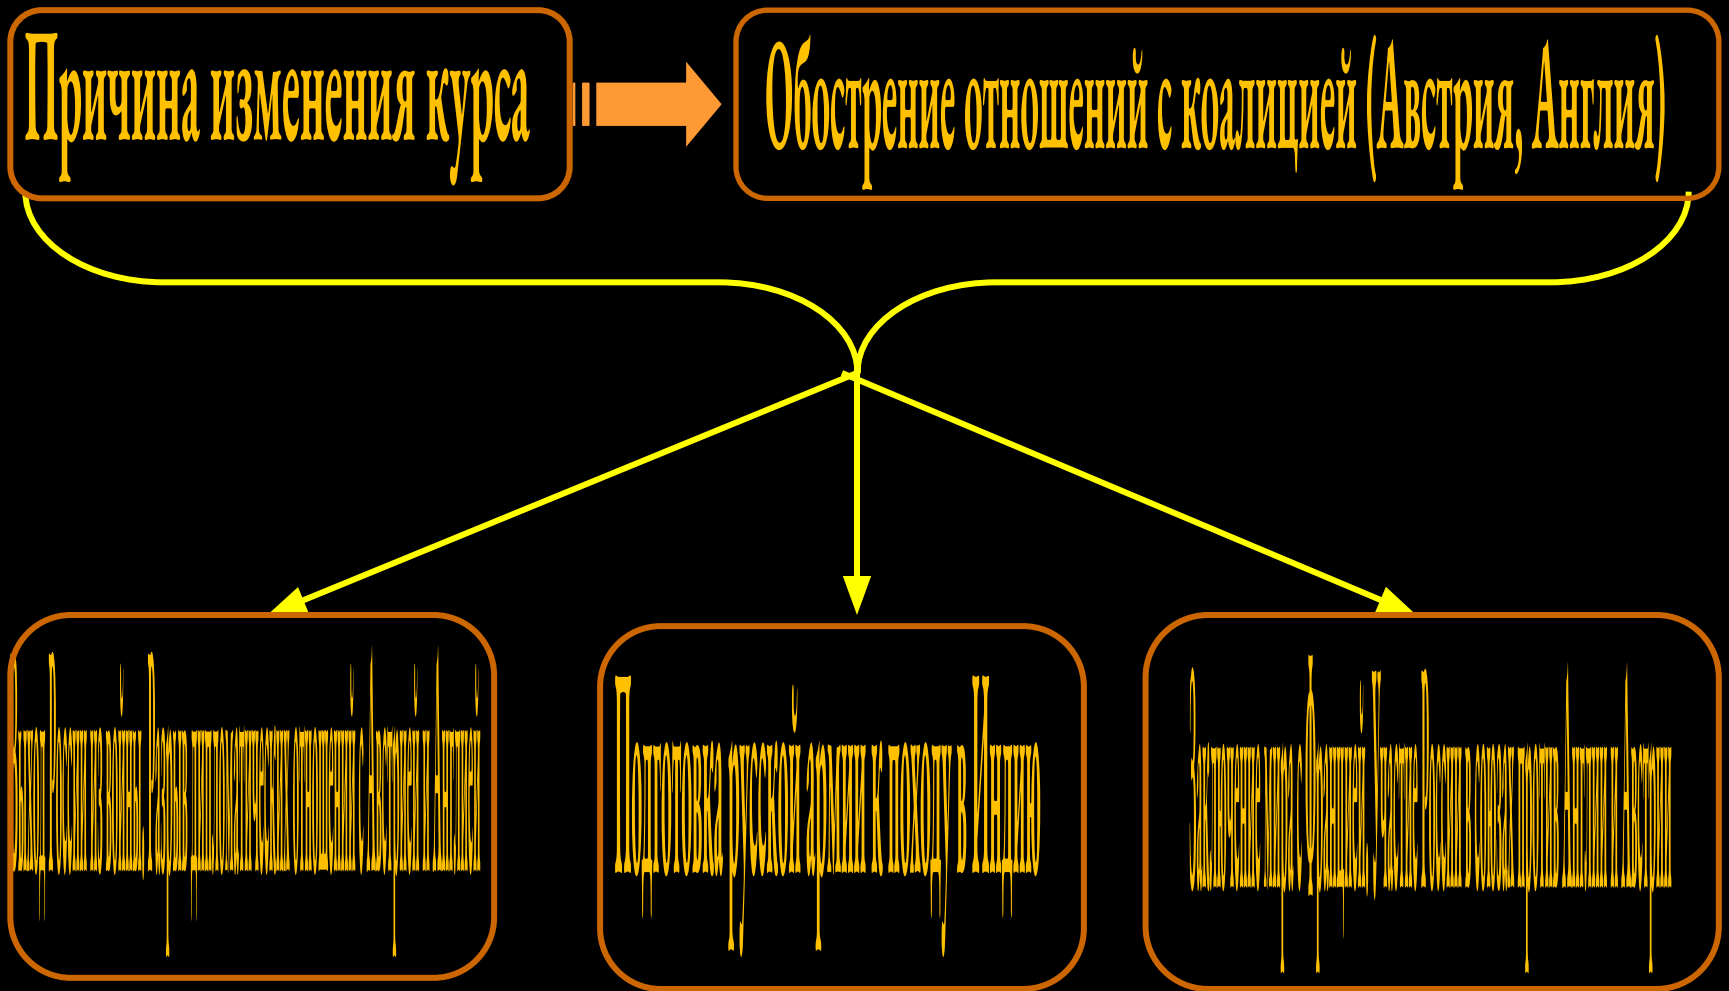 Причина изменения курса
Обострение отношений с коалицией (Австрия, Англия)
Выход России из войны. Разрыв дипломатических отношений с Австрией и Англией
Подготовка русской армии к походу в Индию
Заключение мира с Францией. Участие России в союзах против Англии и Австрии